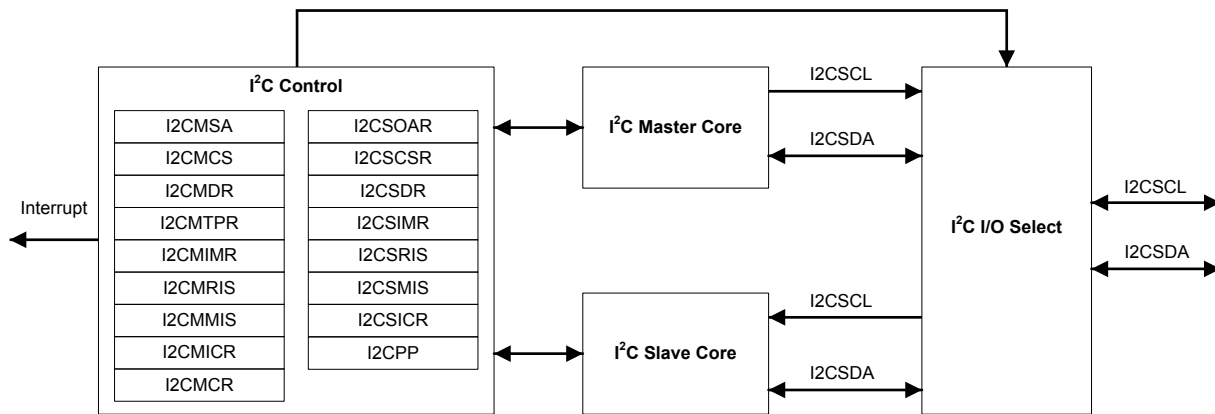 I²C Control
I2CMSA
I2CMCS
I2CMDR
I2CMTPR
I2CMIMR
I2CMRIS
I2CMMIS
I2CMICR
I2CMCR
I2CSOAR
I2CSCSR
I2CSDR
I2CSIMR
I2CSRIS
I2CSMIS
I2CSICR
I2CPP
Interrupt
I²C Master Core
I2CSCL
I2CSDA
I²C Slave Core
I2CSCL
I2CSDA
I²C I/O Select
I2CSCL
I2CSDA